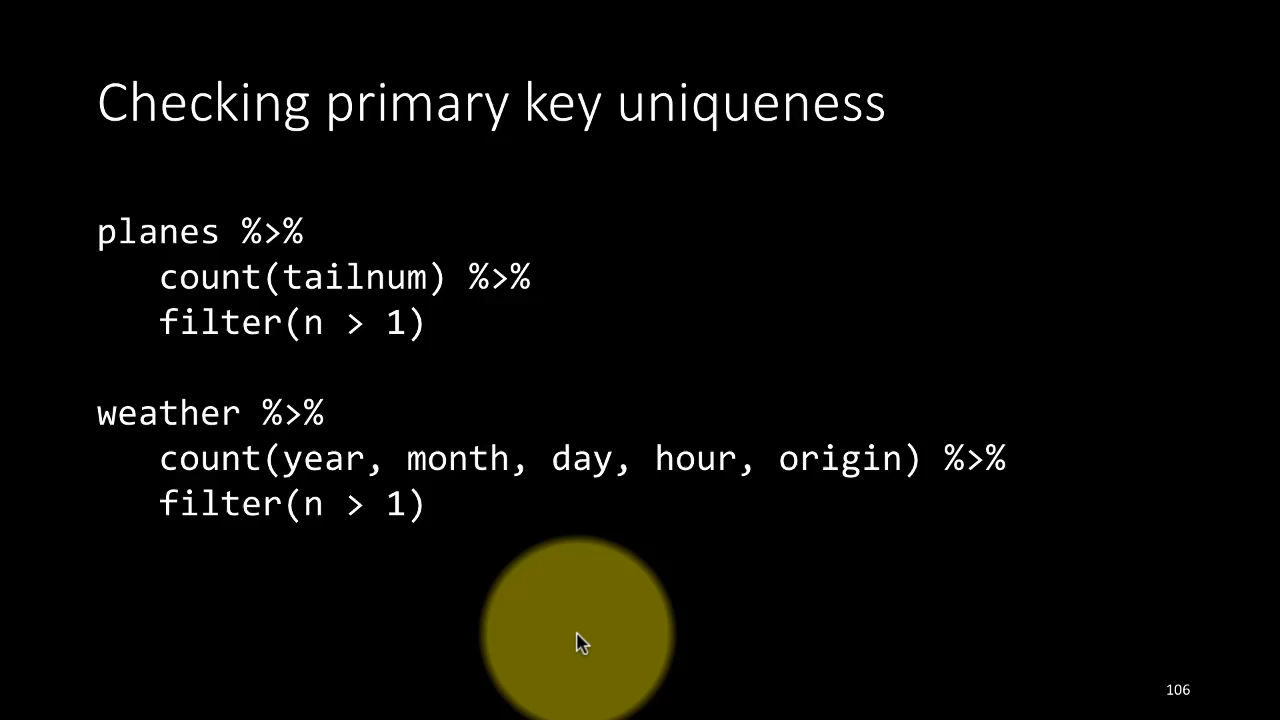 Checking primary key uniqueness
planes %>%
count(tailnum) %>%
filter(n > 1)
weather %>%
count(year, month, day, hour, origin) %>%
filter(n > 1)
106